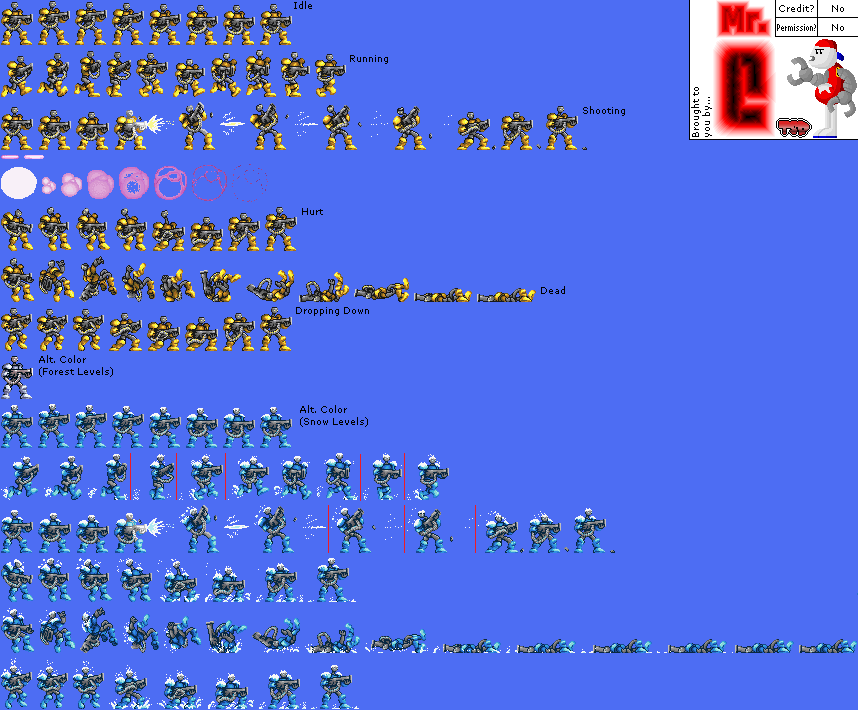 Idle
Running
Shooting
Hurt
Dead
Dropping Down
Alt. Color
(Forest Levels)
Alt. Color
(Snow Levels)
Brought to
you by...
Mr.
C
Credit? No
Permission? No